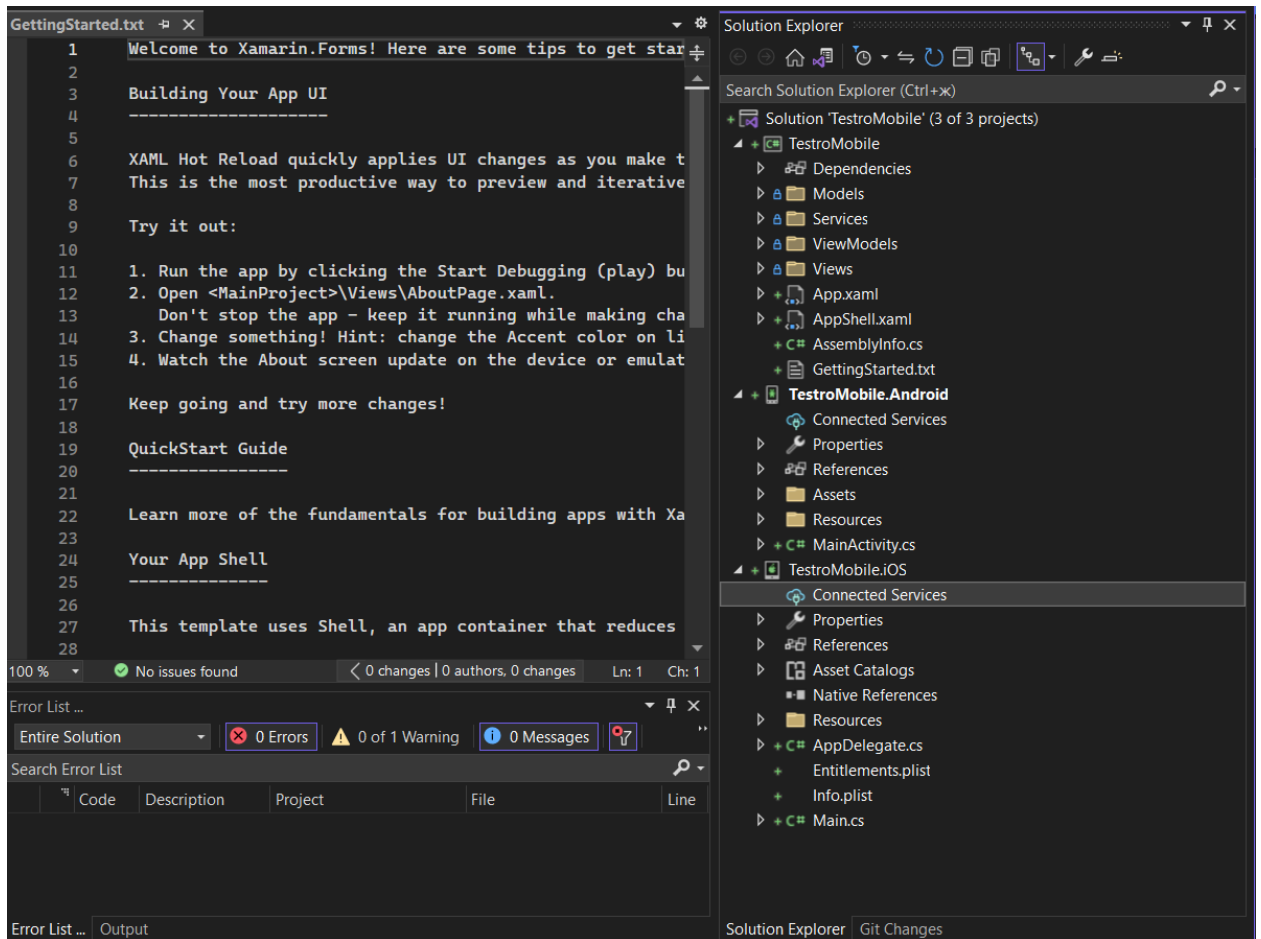 GettingStarted.txt
1 Welcome to Xamarin.Forms! Here are some tips to get star
2
3 Building Your App UI
4 --------------------
5
6 XAML Hot Reload quickly applies UI changes as you make t
7 This is the most productive way to preview and iterative
8
9 Try it out:
10
11 1. Run the app by clicking the Start Debugging (play) bu
12 2. Open <MainProject>\Views\AboutPage.xaml.
13 Don't stop the app - keep it running while making cha
14 3. Change something! Hint: change the Accent color on li
15 4. Watch the About screen update on the device or emulat
16
17 Keep going and try more changes!
18
19 QuickStart Guide
20 ----------------
21
22 Learn more of the fundamentals for building apps with Xa
23
24 Your App Shell
25 --------------
26
27 This template uses Shell, an app container that reduces
28
100 % No issues found 0 changes | 0 authors, 0 changes Ln: 1 Ch: 1
Error List ...
Entire Solution 0 Errors 0 of 1 Warning 0 Messages
Search Error List
Code Description Project File Line
Error List ... Output
Solution Explorer
Search Solution Explorer (Ctrl+ж)
Solution 'TestroMobile' (3 of 3 projects)
TestroMobile
Dependencies
Models
Services
ViewModels
Views
App.xaml
AppShell.xaml
AssemblyInfo.cs
GettingStarted.txt
TestroMobile.Android
Connected Services
Properties
References
Assets
Resources
MainActivity.cs
TestroMobile.iOS
Connected Services
Properties
References
Asset Catalogs
Native References
Resources
AppDelegate.cs
Entitlements.plist
Info.plist
Main.cs
Solution Explorer Git Changes